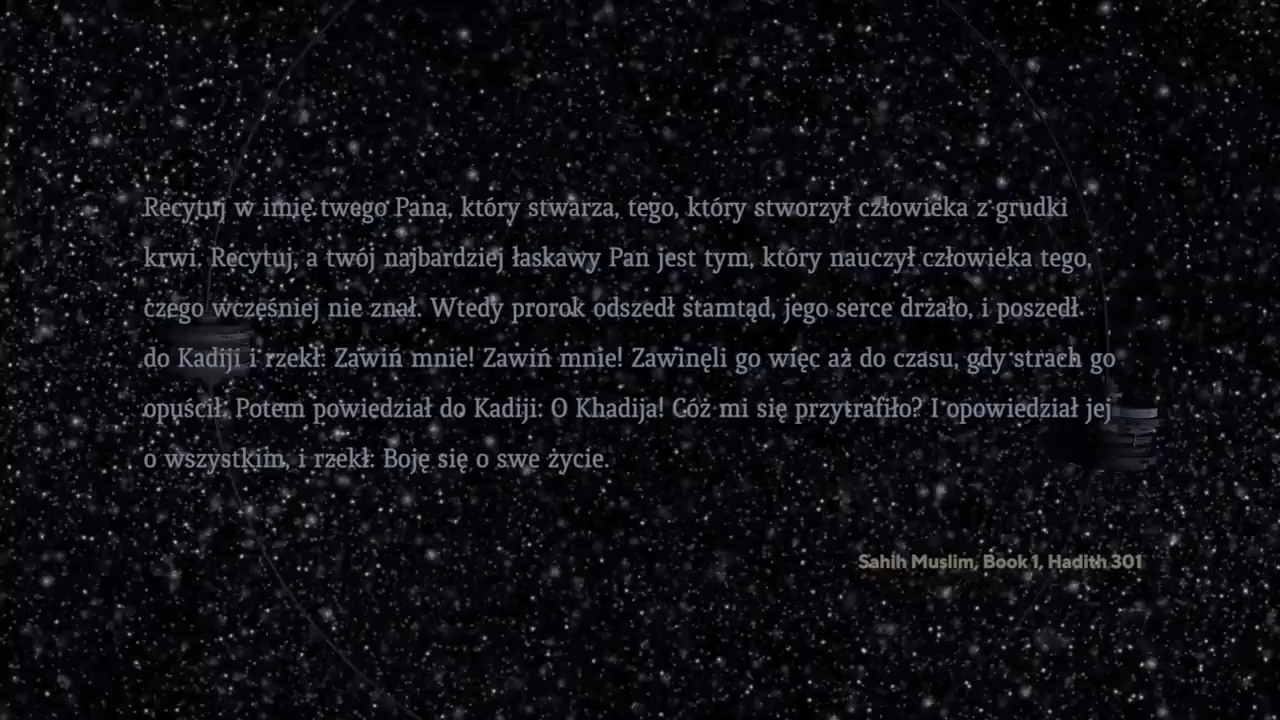 Recytuj w imię twego Pana, który stwarza, tego, który stworzył człowieka z grudki
krwi. Recytuj, a twój najbardziej łaskawy Pan jest tym, który nauczył człowieka tego,
czego wcześniej nie znał. Wtedy prorok odszedł stamtąd, jego serce drżało, i poszedł
do Kadiji i rzekł: Zawiń mnie! Zawiń mnie! Zawinęli go więc aż do czasu, gdy strach go
opuścił. Potem powiedział do Kadiji: O Khadija! Cóż mi się przytrafiło? I opowiedział jej
o wszystkim, i rzekł: Boję się o swe życie.
Sahih Muslim, Book 1, Hadith 301